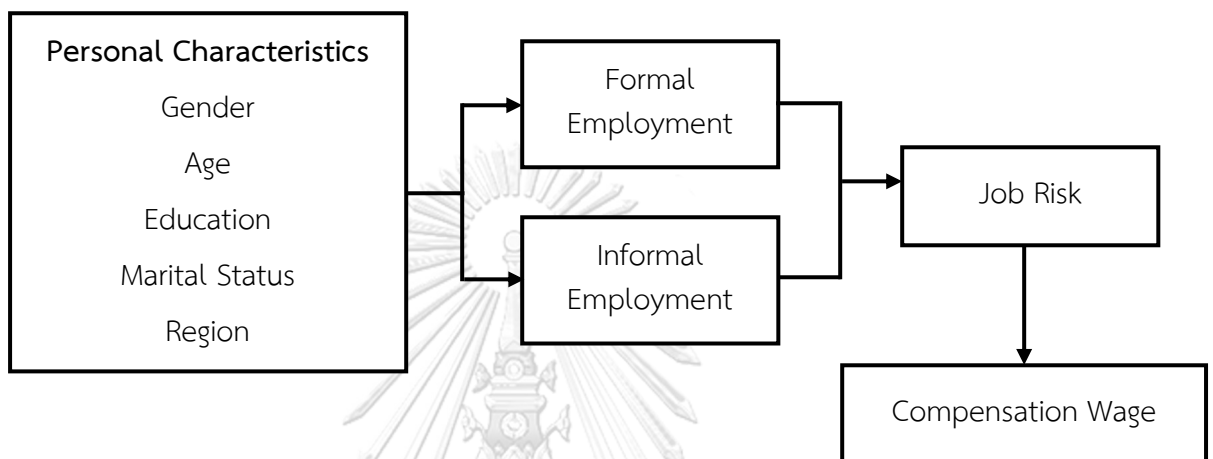 Personal Characteristics
Gender
Age
Education
Marital Status
Region
Formal
Employment
Informal
Employment
Job Risk
Compensation Wage